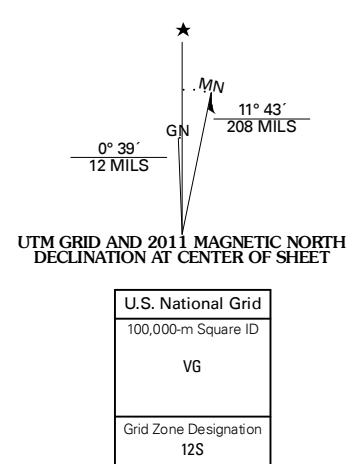 ★
MN
GN
11° 43´
208 MILS
0° 39´
12 MILS
UTM GRID AND 2011 MAGNETIC NORTH
DECLINATION AT CENTER OF SHEET
U.S. National Grid
100,000-m Square ID
VG
Grid Zone Designation
12S